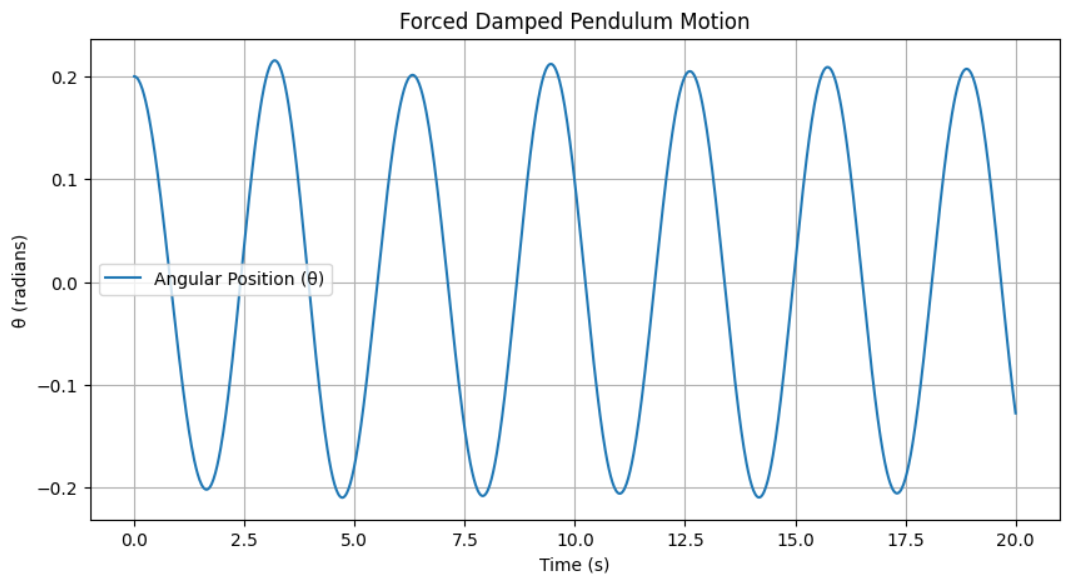 Forced Damped Pendulum Motion
θ (radians)
0.2
0.1
0.0
−0.1
−0.2
Angular Position (θ)
0.0 2.5 5.0 7.5 10.0 12.5 15.0 17.5 20.0
Time (s)